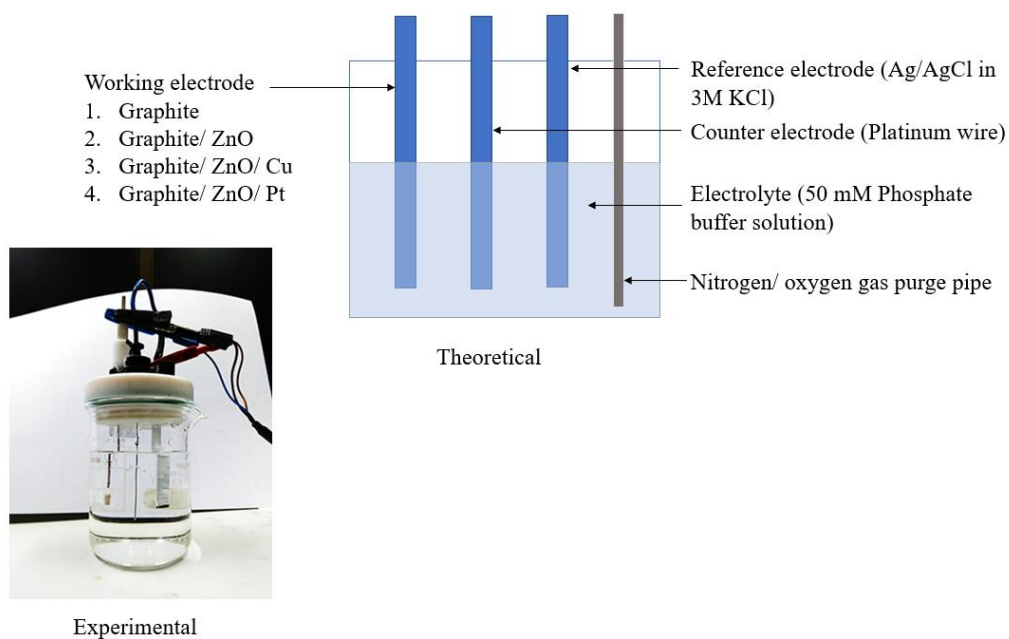 Working electrode
1. Graphite
2. Graphite/ ZnO
3. Graphite/ ZnO/ Cu
4. Graphite/ ZnO/ Pt
Reference electrode (Ag/AgCl in
3M KCl)
Counter electrode (Platinum wire)
Electrolyte (50 mM Phosphate
buffer solution)
Nitrogen/ oxygen gas purge pipe
Theoretical
Experimental